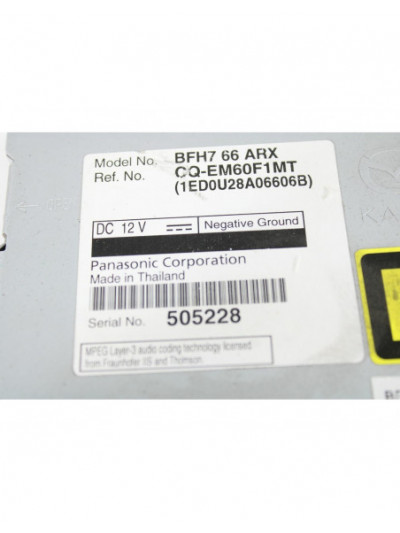 Model No. BFH7 66 ARX
Ref. No. CQ-EM60F1MT
(1ED0U28A06606B)
DC 12 V Negative Ground
Panasonic Corporation
Made in Thailand
Serial No. 505228
MPEG Layer-3 audio coding technology licensed
from Fraunhofer IIS and Thomson.